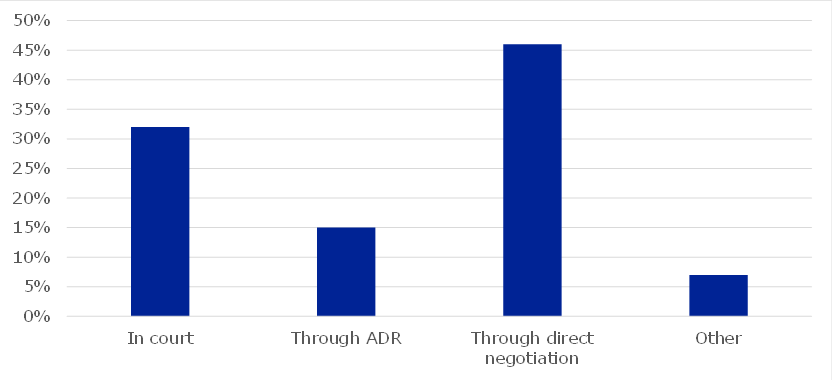 50%
45%
40%
35%
30%
25%
20%
15%
10%
5%
0%
In court
Through ADR
Through direct
negotiation
Other